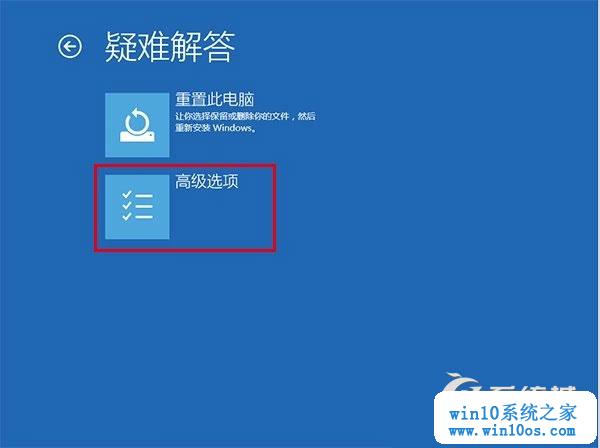 疑难解答
重置此电脑
让你选择保留或删除你的文件，然后
重新安装 Windows。
高级选项
win10系统之家
www.win10os.com